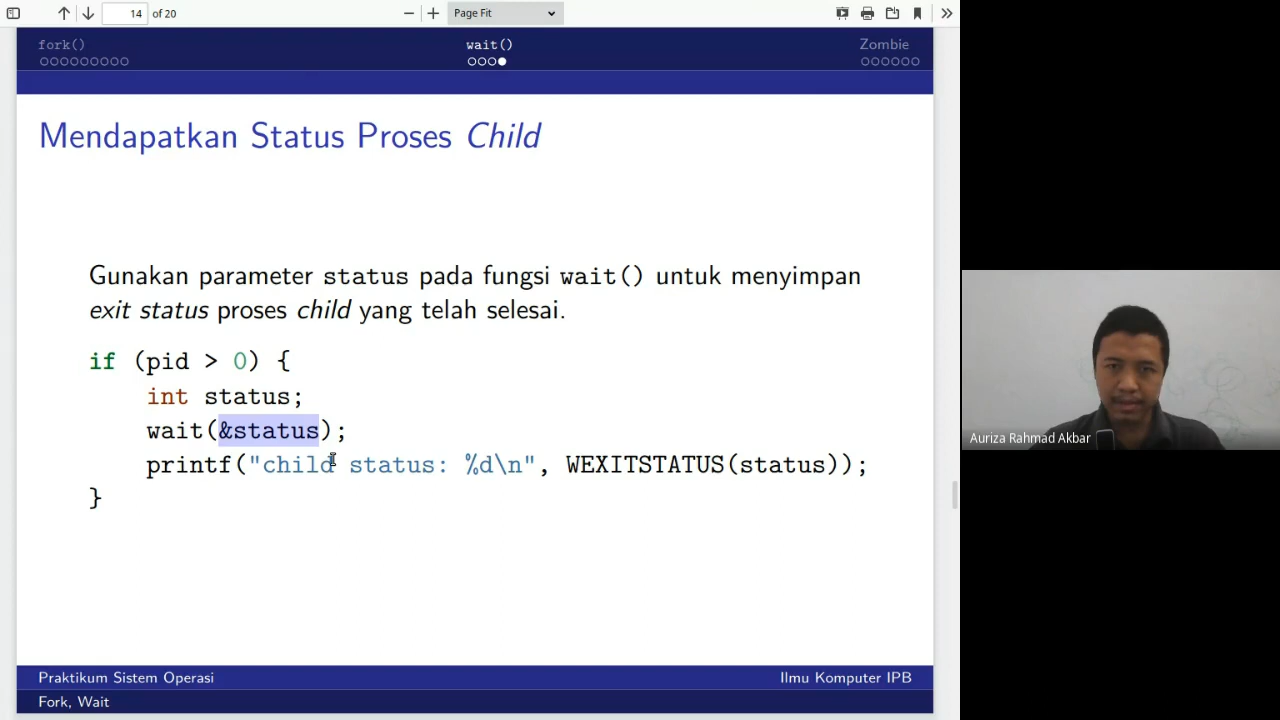 14 of 20 Page Fit
fork() wait() Zombie
Mendapatkan Status Proses Child
Gunakan parameter status pada fungsi wait() untuk menyimpan
exit status proses child yang telah selesai.
if (pid > 0) {
int status;
wait(&status);
printf("child status: %d\n", WEXITSTATUS(status));
}
Auriza Rahmad Akbar
Praktikum Sistem Operasi Ilmu Komputer IPB
Fork, Wait